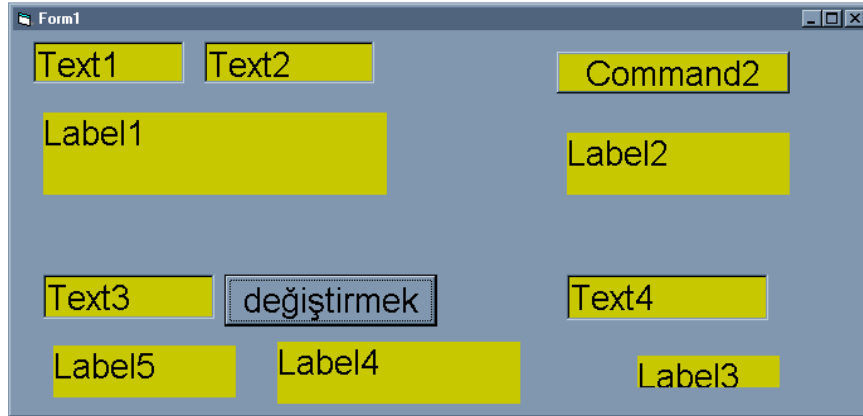 Form1
Text1 Text2
Command2
Label1
Label2
Text3 değiştirmek Text4
Label5 Label4 Label3